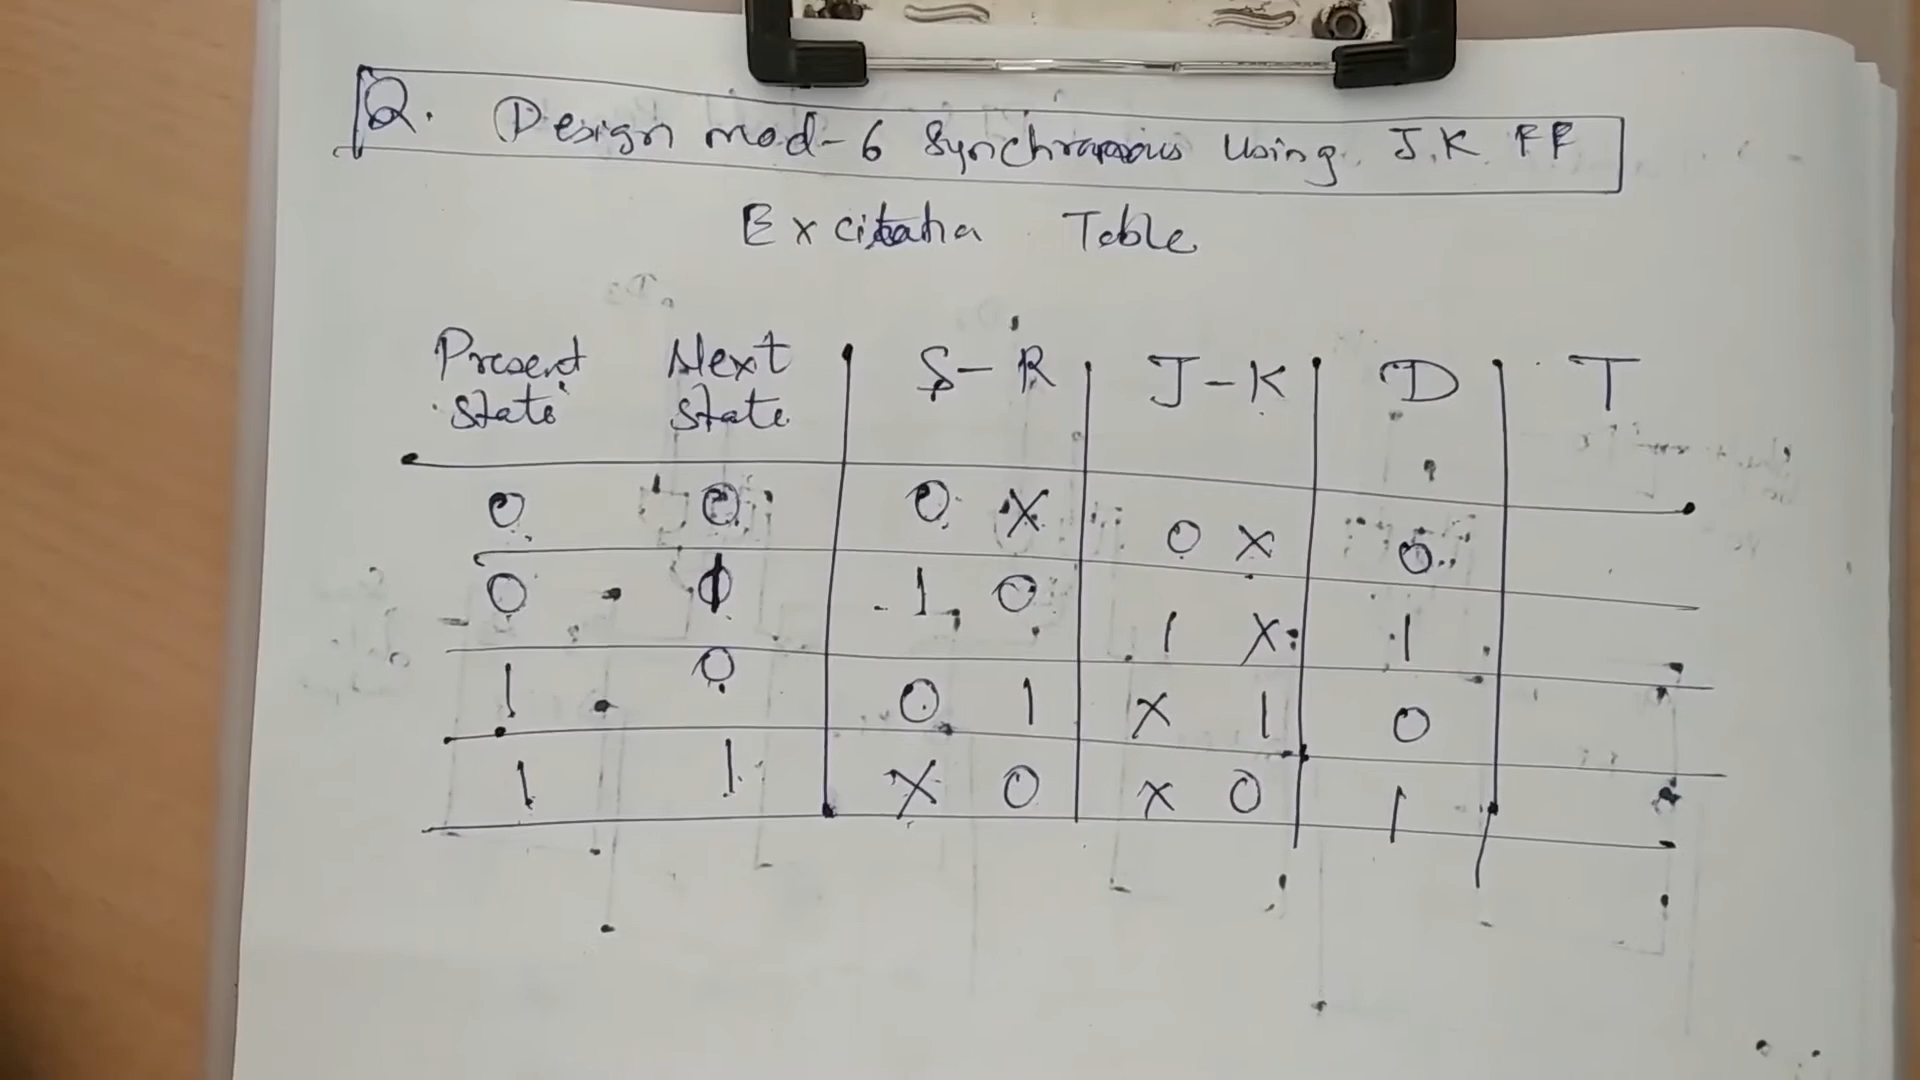 Q. Design mod-6 Synchronous Using J.K FF
Excitation Table
Present state Next state S-R J-K D T
0 0 0 X 0 X 0
0 1 1 0 1 X 1
1 0 0 1 X 1 0
1 1 X 0 X 0 1